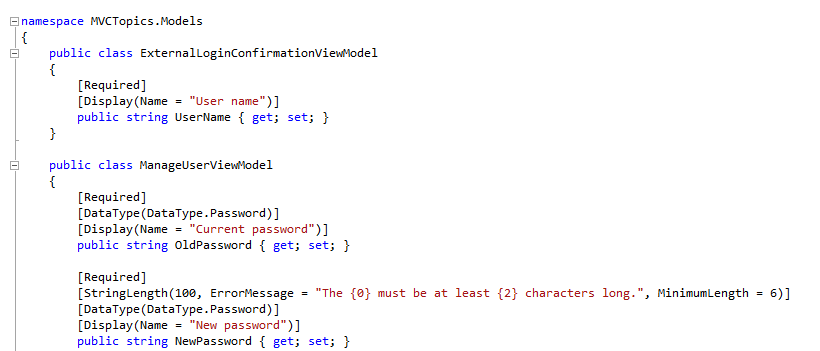 namespace MVCTopics.Models
{
    public class ExternalLoginConfirmationViewModel
    {
        [Required]
        [Display(Name = "User name")]
        public string UserName { get; set; }
    }

    public class ManageUserViewModel
    {
        [Required]
        [DataType(DataType.Password)]
        [Display(Name = "Current password")]
        public string OldPassword { get; set; }

        [Required]
        [StringLength(100, ErrorMessage = "The {0} must be at least {2} characters long.", MinimumLength = 6)]
        [DataType(DataType.Password)]
        [Display(Name = "New password")]
        public string NewPassword { get; set; }